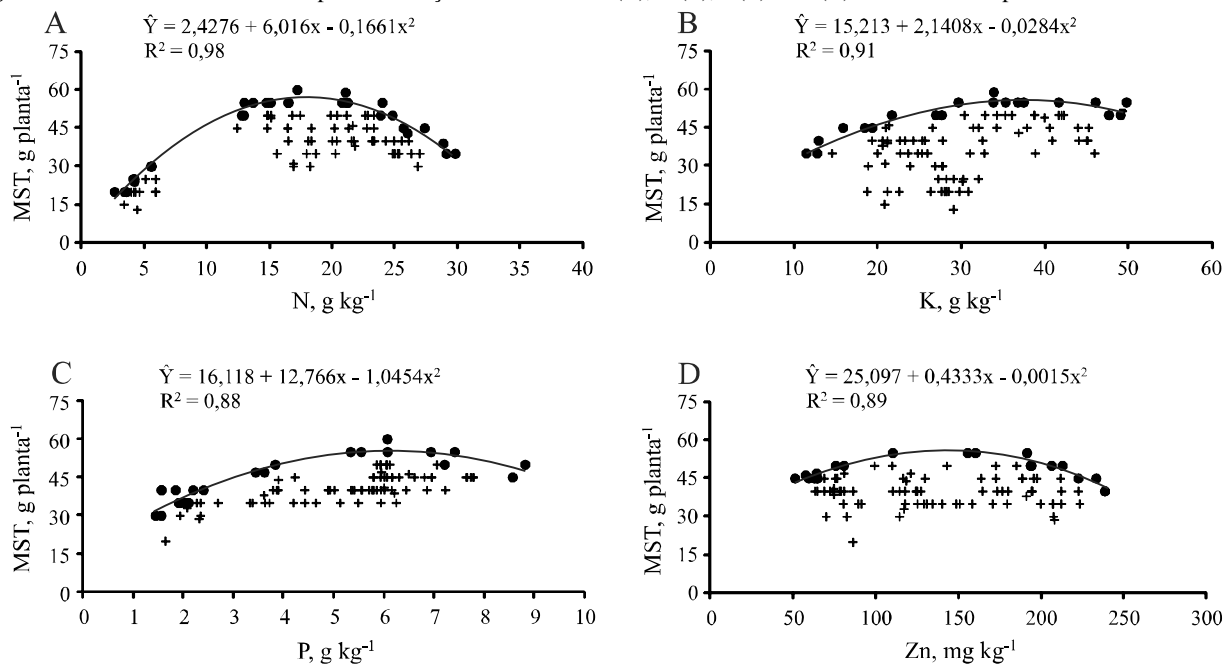 A
Ŷ = 2,4276 + 6,016x - 0,1661x²
R² = 0,98
75
60
45
30
15
0
MST, g planta⁻¹
0 5 10 15 20 25 30 35 40
N, g kg⁻¹
B
Ŷ = 15,213 + 2,1408x - 0,0284x²
R² = 0,91
75
60
45
30
15
0
MST, g planta⁻¹
0 10 20 30 40 50 60
K, g kg⁻¹
C
Ŷ = 16,118 + 12,766x - 1,0454x²
R² = 0,88
75
60
45
30
15
0
MST, g planta⁻¹
0 1 2 3 4 5 6 7 8 9 10
P, g kg⁻¹
D
Ŷ = 25,097 + 0,4333x - 0,0015x²
R² = 0,89
75
60
45
30
15
0
MST, g planta⁻¹
0 50 100 150 200 250 300
Zn, mg kg⁻¹